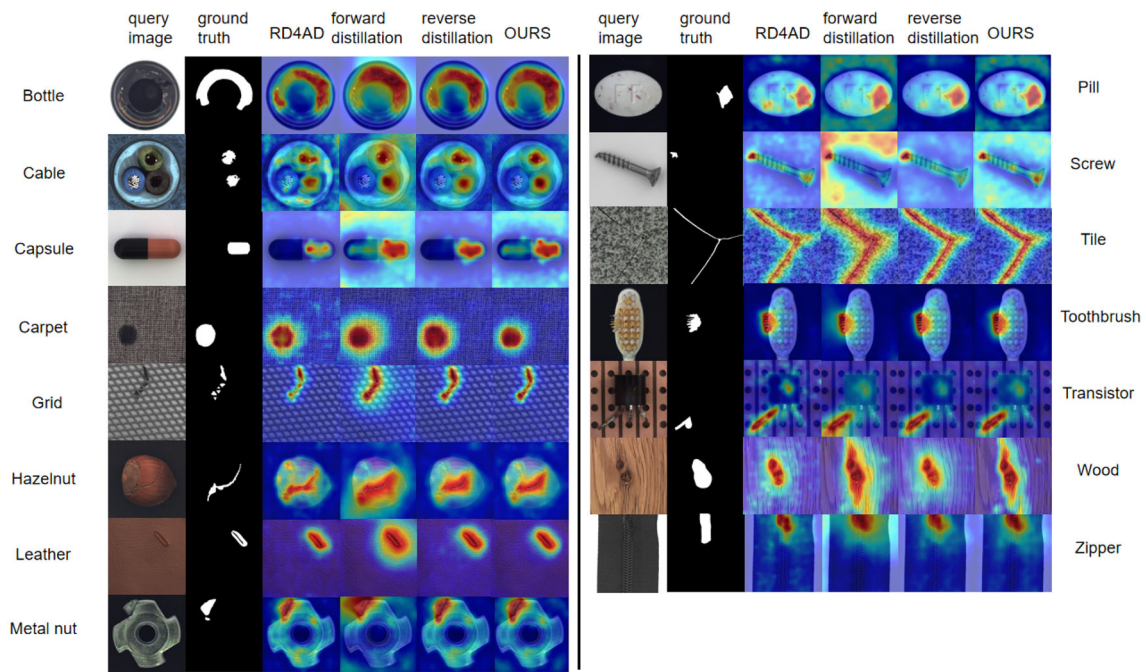 query image
ground truth
RD4AD
forward distillation
reverse distillation
OURS
Bottle
Cable
Capsule
Carpet
Grid
Hazelnut
Leather
Metal nut
query image
ground truth
RD4AD
forward distillation
reverse distillation
OURS
Pill
Screw
Tile
Toothbrush
Transistor
Wood
Zipper